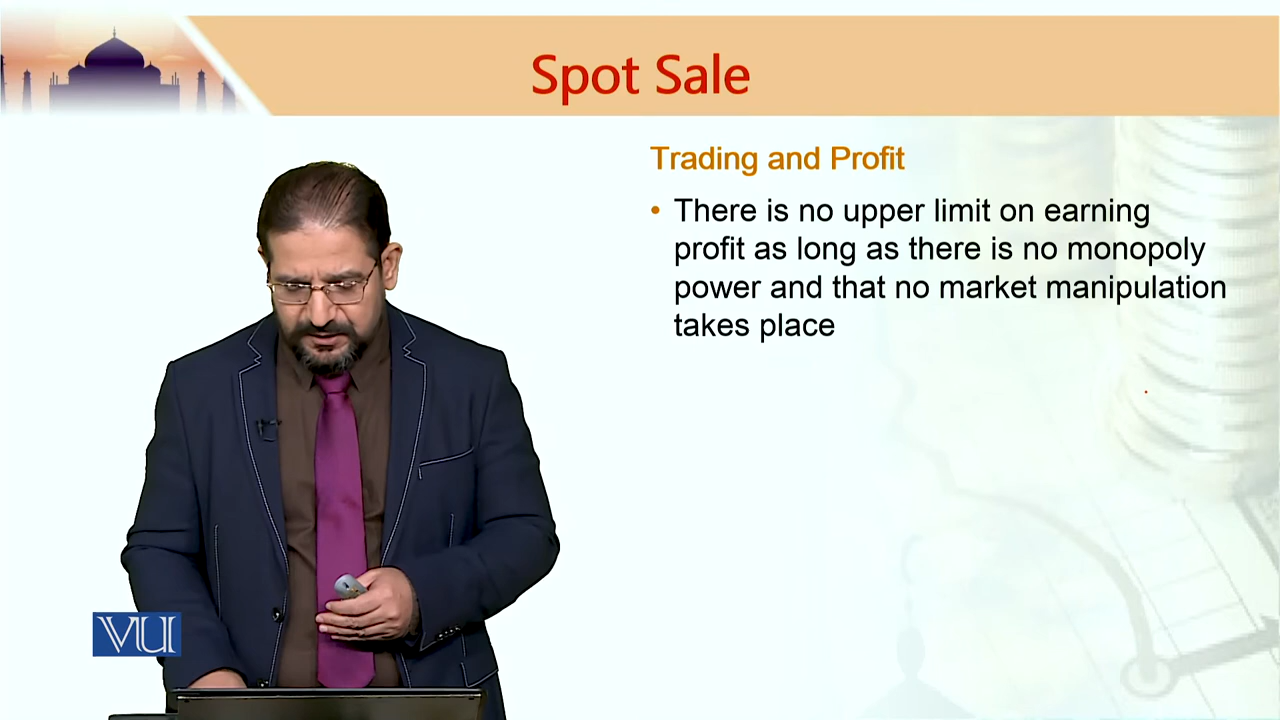 Spot Sale
Trading and Profit
• There is no upper limit on earning
profit as long as there is no monopoly
power and that no market manipulation
takes place
VU